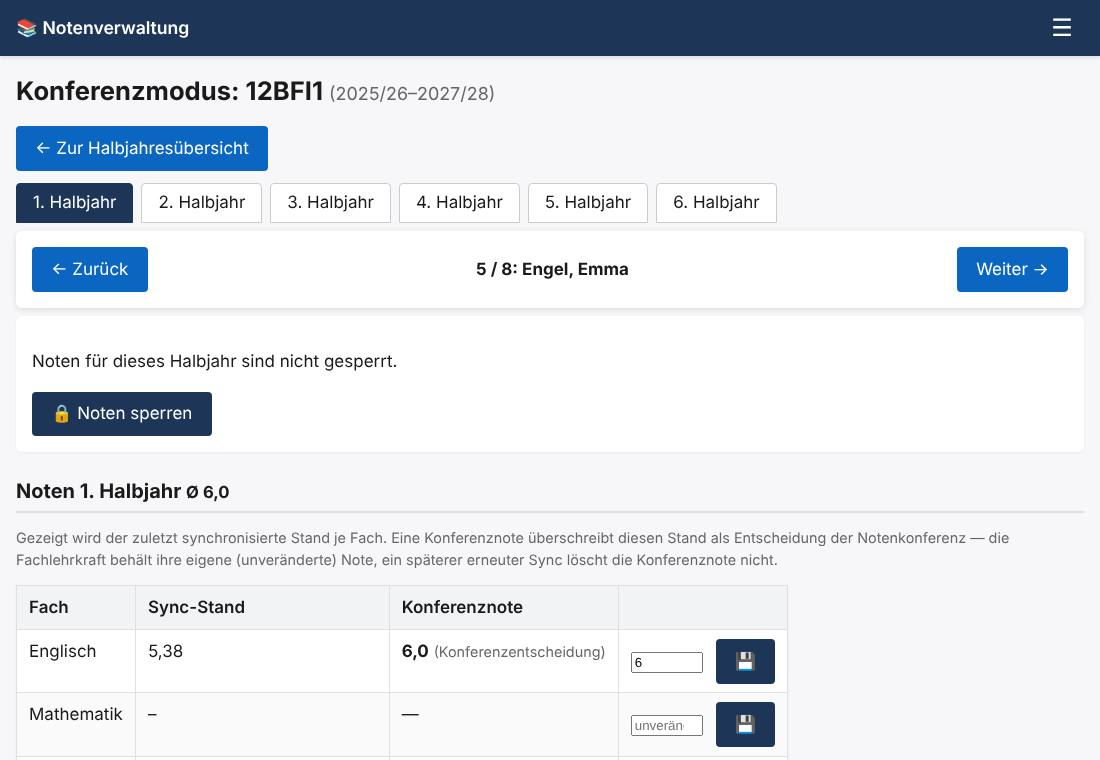 📚 Notenverwaltung ☰
Konferenzmodus: 12BFI1 (2025/26–2027/28)
← Zur Halbjahresübersicht
1. Halbjahr 2. Halbjahr 3. Halbjahr 4. Halbjahr 5. Halbjahr 6. Halbjahr
← Zurück 5 / 8: Engel, Emma Weiter →
Noten für dieses Halbjahr sind nicht gesperrt.
🔒 Noten sperren
Noten 1. Halbjahr Ø 6,0
Gezeigt wird der zuletzt synchronisierte Stand je Fach. Eine Konferenznote überschreibt diesen Stand als Entscheidung der Notenkonferenz — die
Fachlehrkraft behält ihre eigene (unveränderte) Note, ein späterer erneuter Sync löscht die Konferenznote nicht.
Fach Sync-Stand Konferenznote
Englisch 5,38 6,0 (Konferenzentscheidung) 6 💾
Mathematik – — unverän 💾